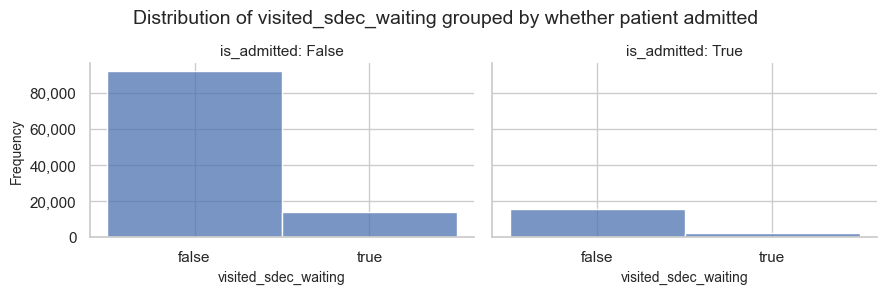 Distribution of visited_sdec_waiting grouped by whether patient admitted
is_admitted: False
is_admitted: True
Frequency
80,000
60,000
40,000
20,000
0
false
true
false
true
visited_sdec_waiting
visited_sdec_waiting